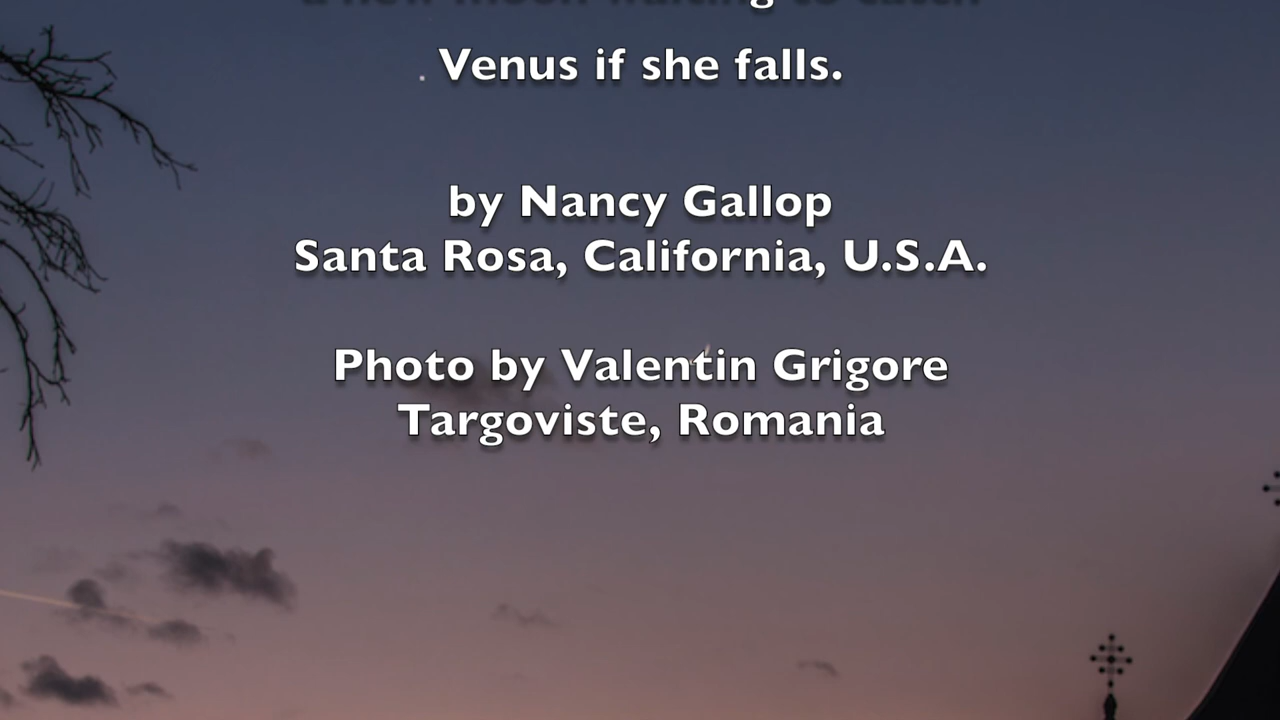 Venus if she falls.
by Nancy Gallop
Santa Rosa, California, U.S.A.
Photo by Valentin Grigore
Targoviste, Romania